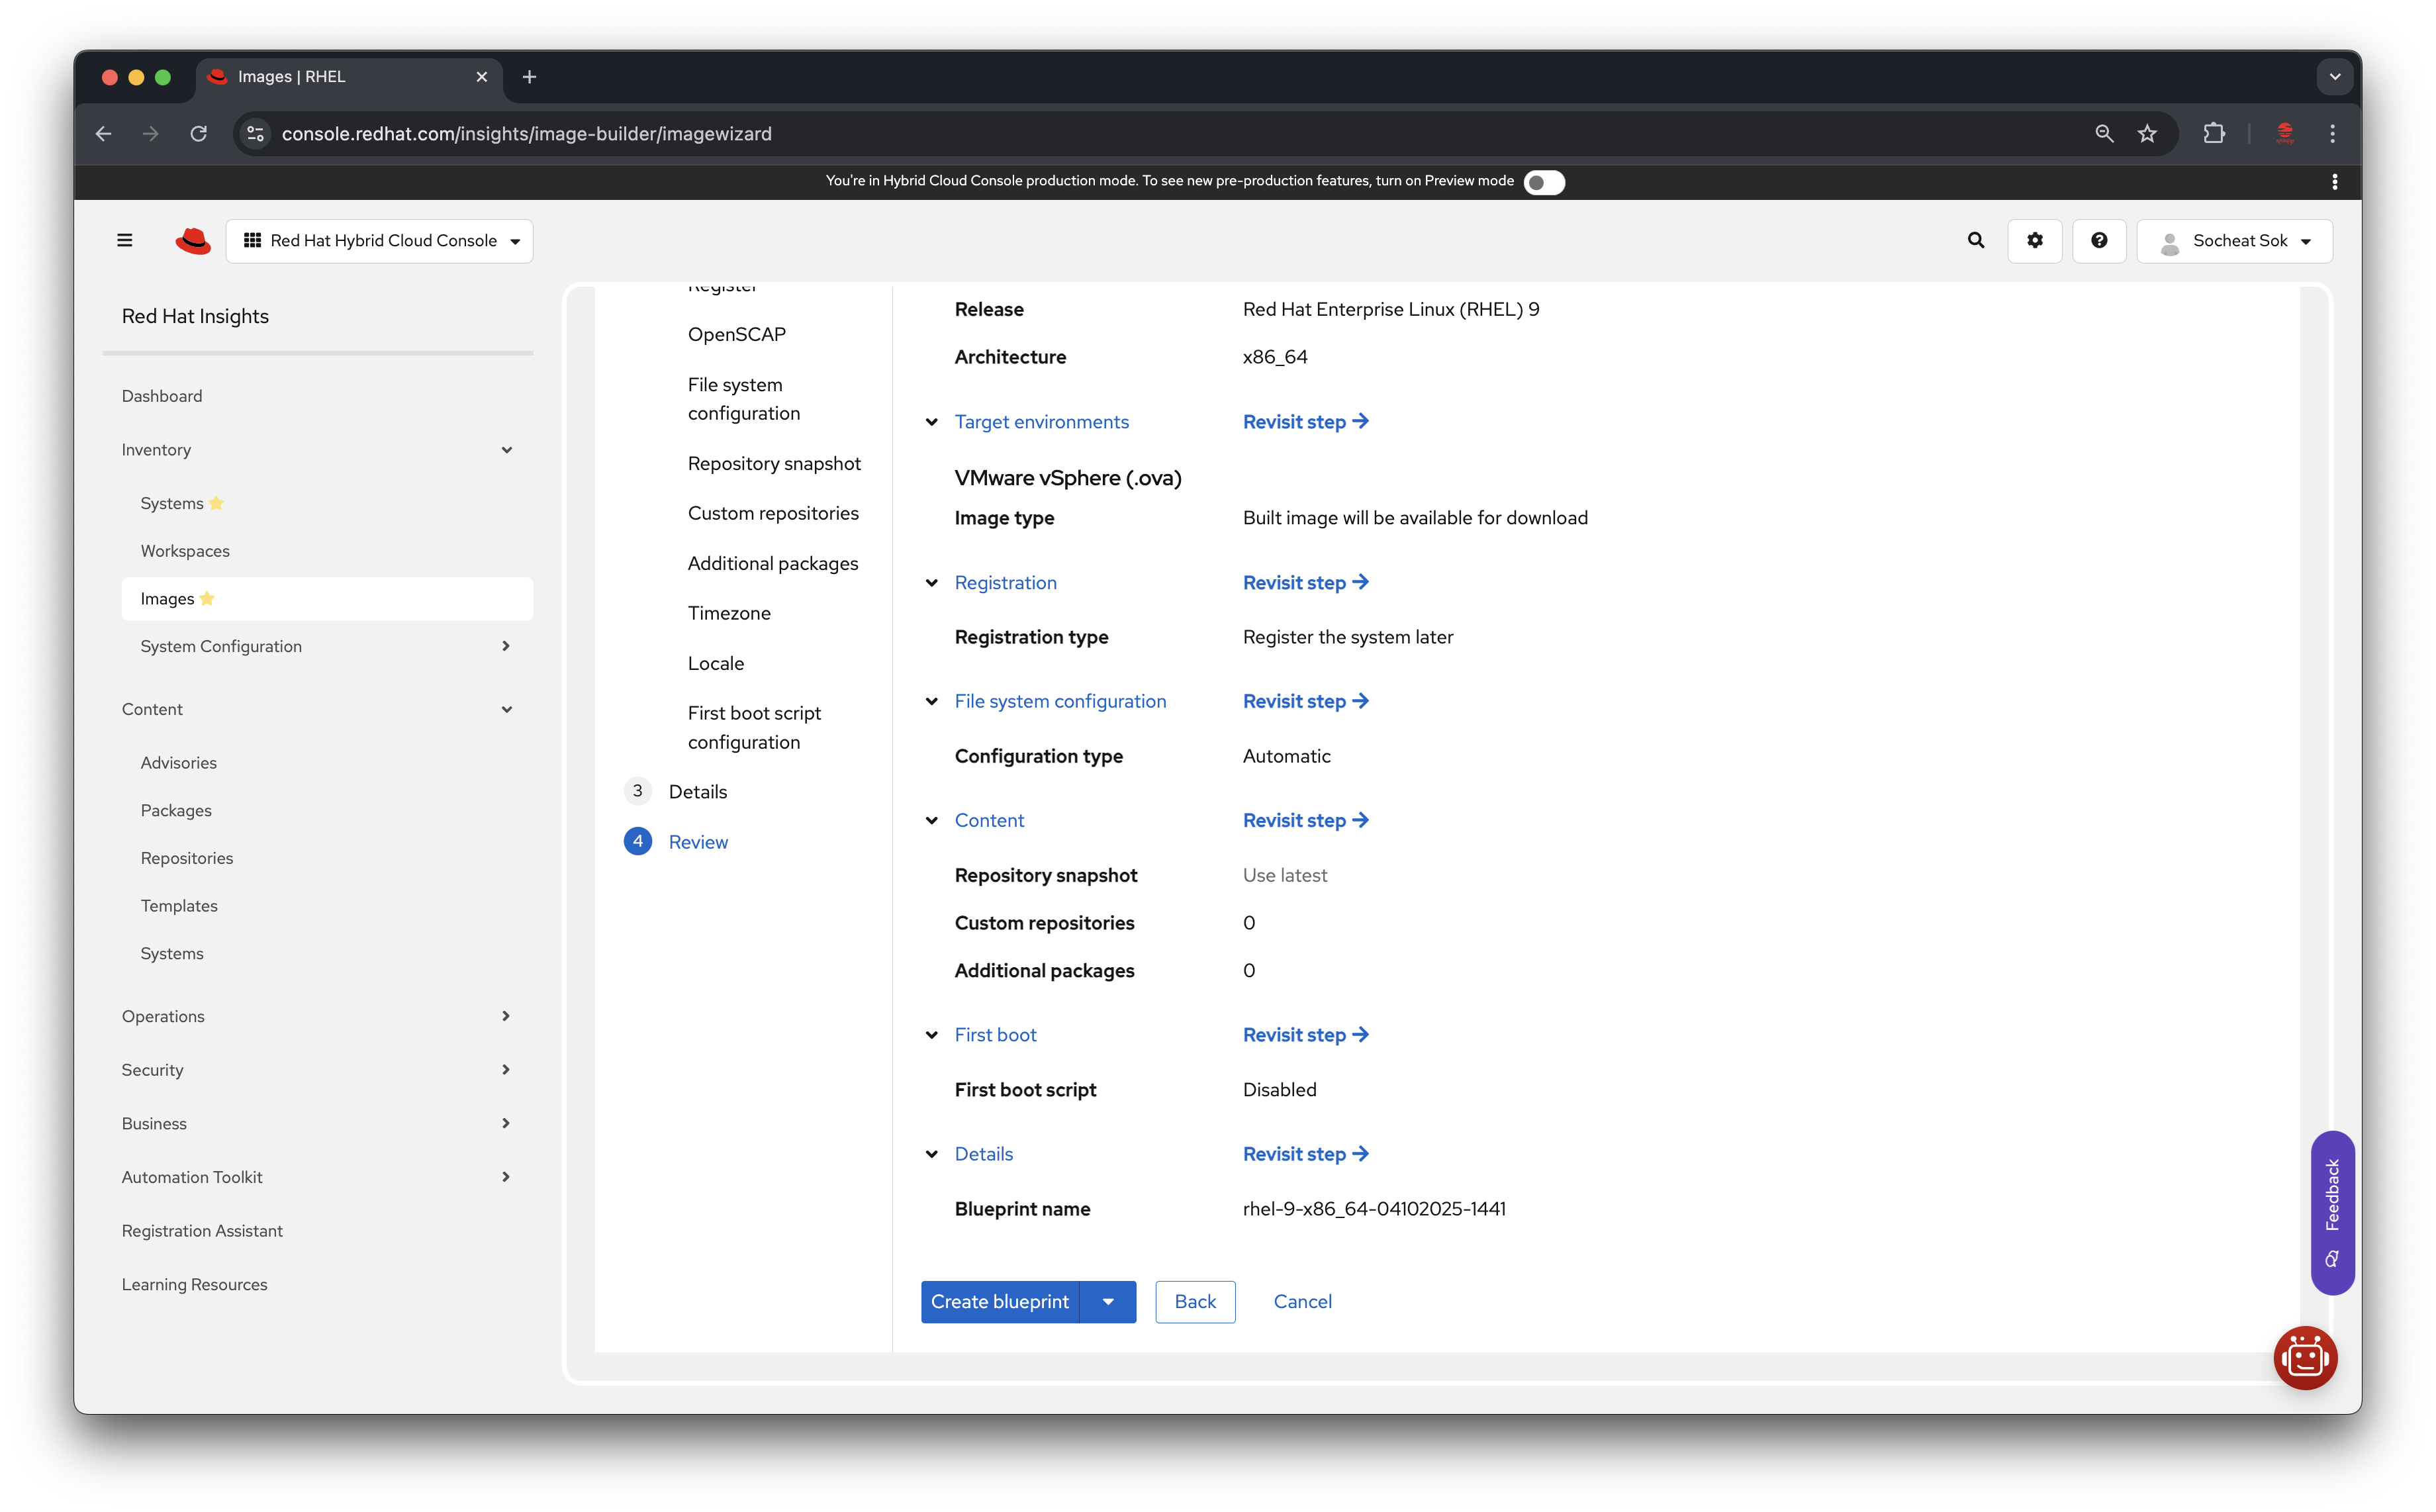 Images | RHEL
console.redhat.com/insights/image-builder/imagewizard
You're in Hybrid Cloud Console production mode. To see new pre-production features, turn on Preview mode
Red Hat Hybrid Cloud Console
Socheat Sok
Red Hat Insights
Dashboard
Inventory
Systems
Workspaces
Images
System Configuration
Content
Advisories
Packages
Repositories
Templates
Systems
Operations
Security
Business
Automation Toolkit
Registration Assistant
Learning Resources
Register
OpenSCAP
File system
configuration
Repository snapshot
Custom repositories
Additional packages
Timezone
Locale
First boot script
configuration
3 Details
4 Review
Release Red Hat Enterprise Linux (RHEL) 9
Architecture x86_64
Target environments Revisit step
VMware vSphere (.ova)
Image type Built image will be available for download
Registration Revisit step
Registration type Register the system later
File system configuration Revisit step
Configuration type Automatic
Content Revisit step
Repository snapshot Use latest
Custom repositories 0
Additional packages 0
First boot Revisit step
First boot script Disabled
Details Revisit step
Blueprint name rhel-9-x86_64-04102025-1441
Create blueprint Back Cancel
Feedback